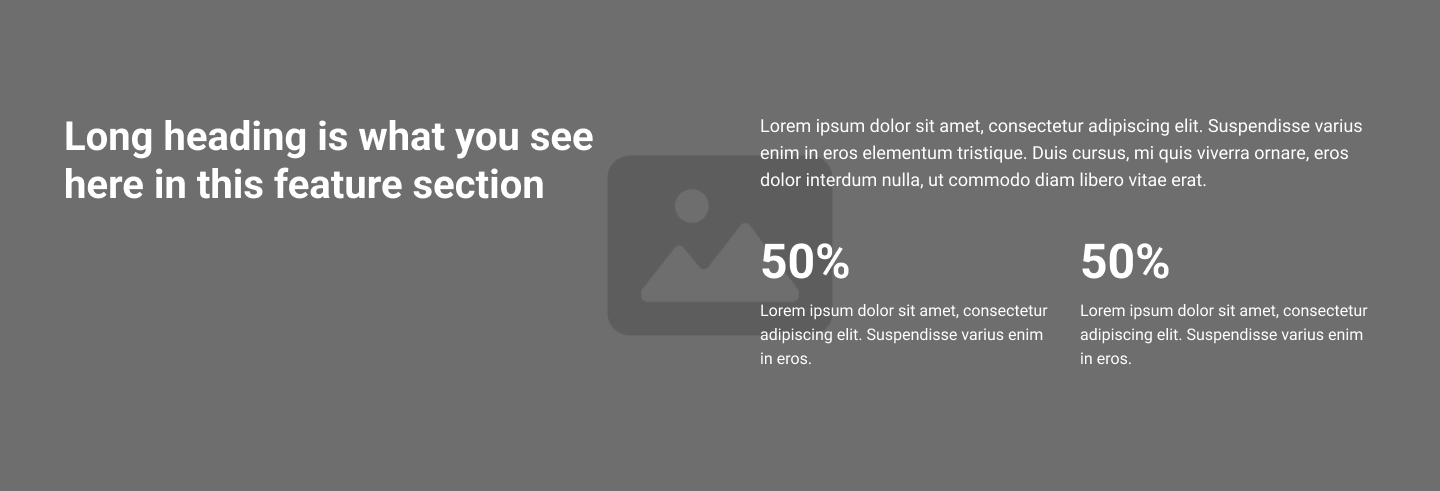 Long heading is what you see
here in this feature section
Lorem ipsum dolor sit amet, consectetur adipiscing elit. Suspendisse varius
enim in eros elementum tristique. Duis cursus, mi quis viverra ornare, eros
dolor interdum nulla, ut commodo diam libero vitae erat.
50%
Lorem ipsum dolor sit amet, consectetur
adipiscing elit. Suspendisse varius enim
in eros.
50%
Lorem ipsum dolor sit amet, consectetur
adipiscing elit. Suspendisse varius enim
in eros.